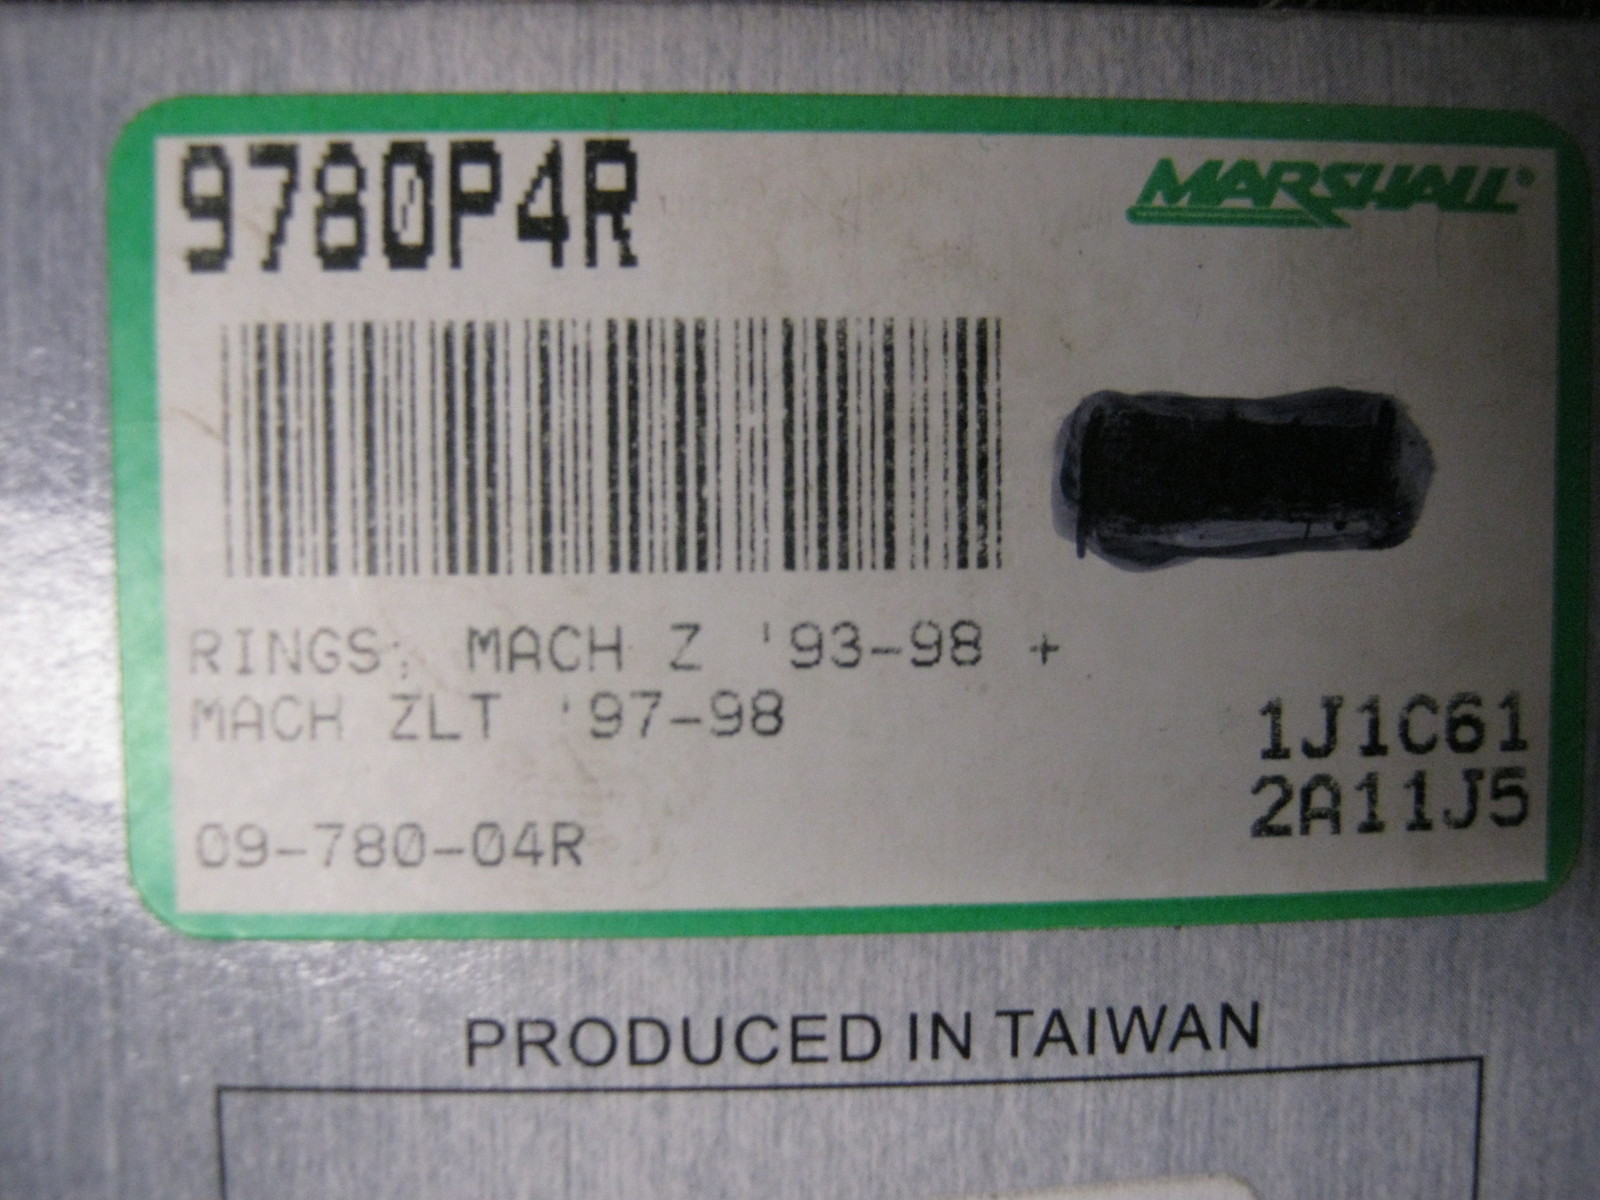 9780P4R
MARSHALL®
RINGS; MACH Z '93-98 +
MACH ZLT '97-98
1J1C61
2A11J5
09-780-04R
PRODUCED IN TAIWAN